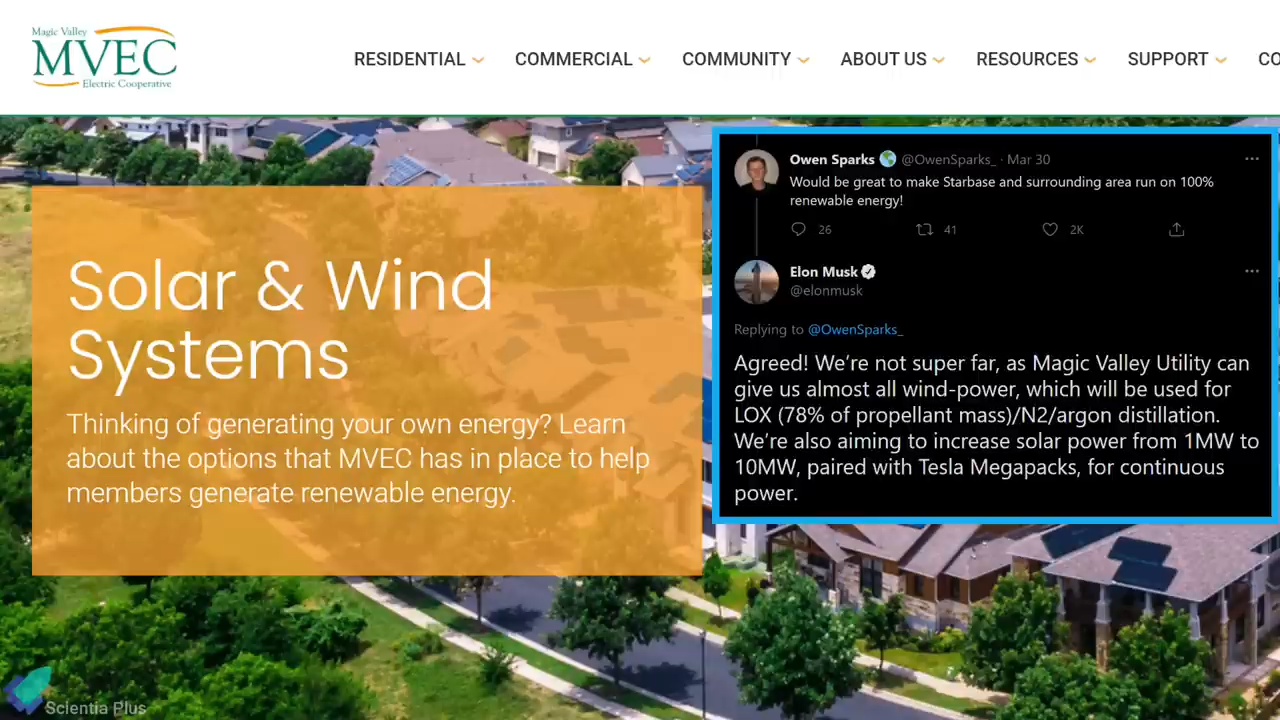 Magic Valley
MVEC
Electric Cooperative
RESIDENTIAL
COMMERCIAL
COMMUNITY
ABOUT US
RESOURCES
SUPPORT
CO
Solar & Wind
Systems
Thinking of generating your own energy? Learn
about the options that MVEC has in place to help
members generate renewable energy.
Owen Sparks @OwenSparks_ · Mar 30
Would be great to make Starbase and surrounding area run on 100%
renewable energy!
26 41 2K
Elon Musk
@elonmusk
Replying to @OwenSparks_
Agreed! We’re not super far, as Magic Valley Utility can
give us almost all wind-power, which will be used for
LOX (78% of propellant mass)/N2/argon distillation.
We’re also aiming to increase solar power from 1MW to
10MW, paired with Tesla Megapacks, for continuous
power.
Scientia Plus